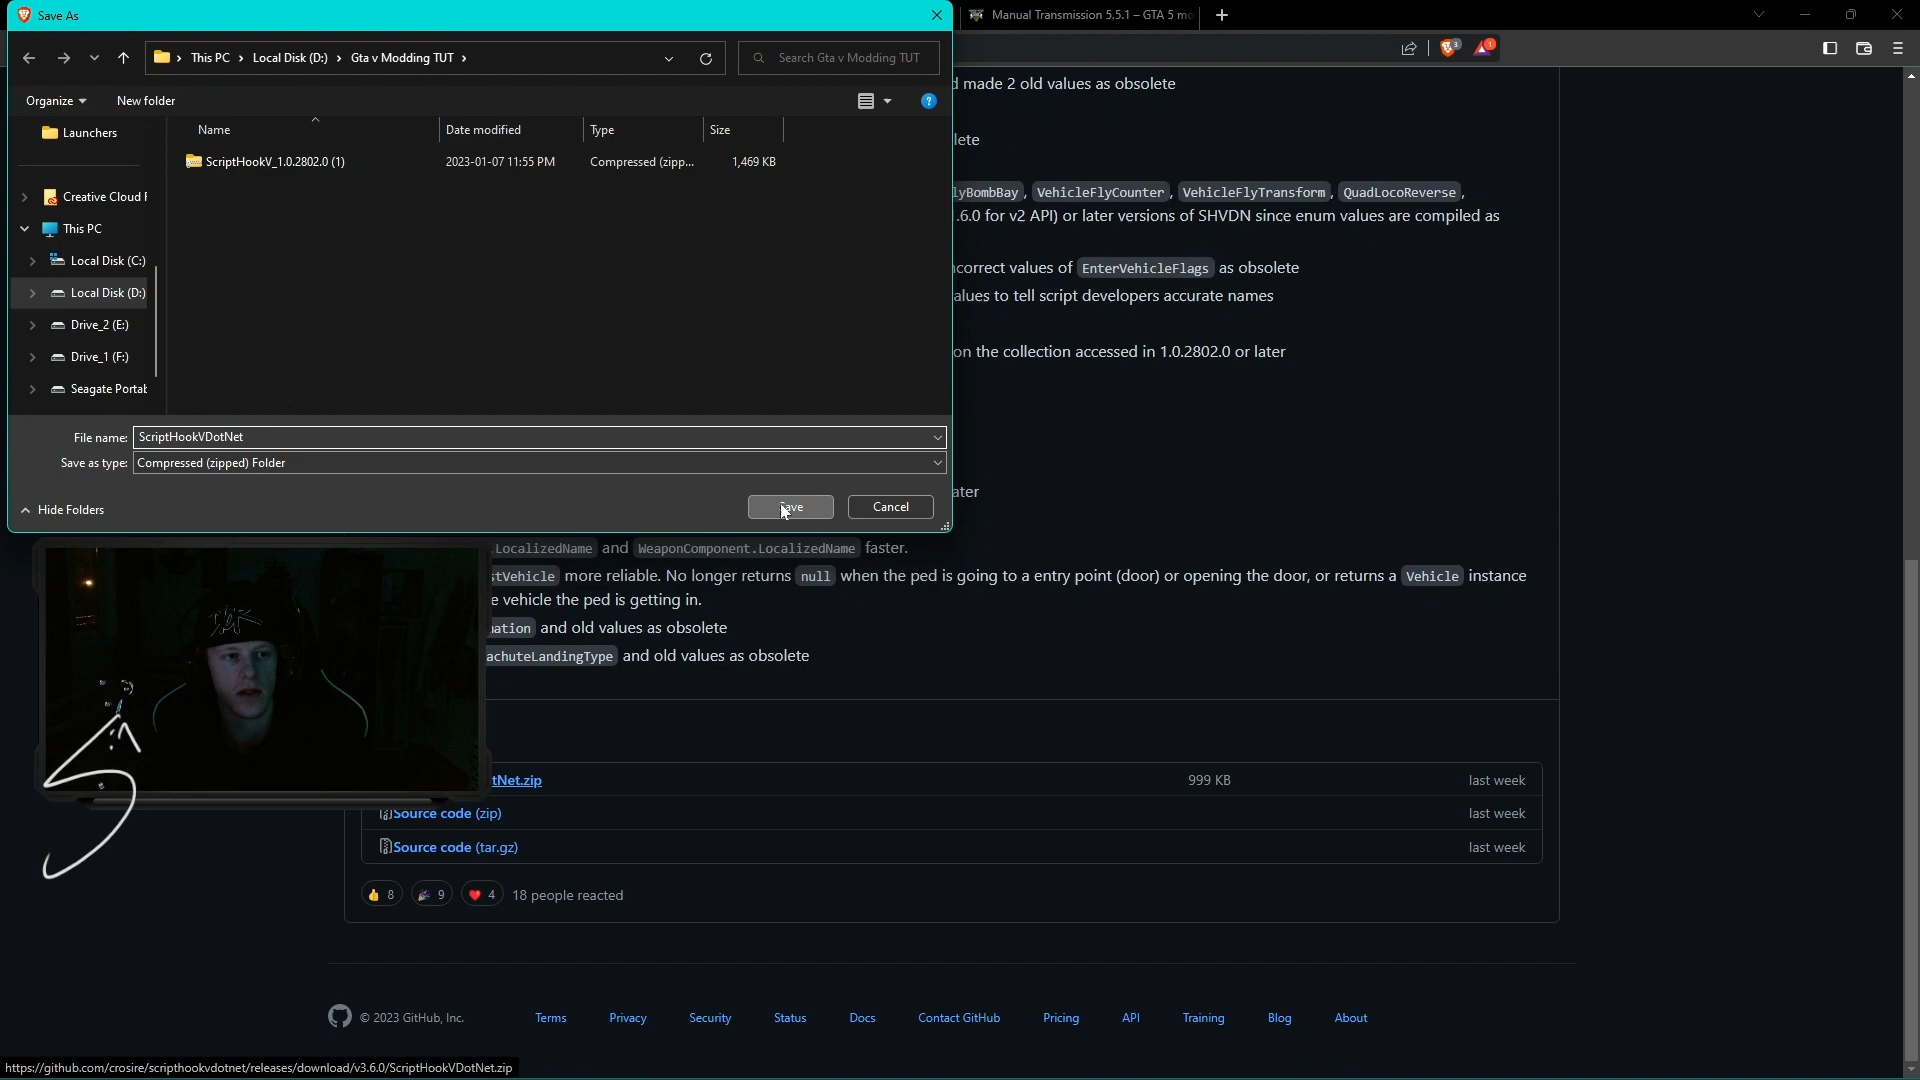 Save As
Manual Transmission 5.5.1 – GTA 5 mo
This PC
Local Disk (D:)
Gta v Modding TUT
Search Gta v Modding TUT
3
1
Organize
New folder
?
Name
Date modified
Type
Size
ScriptHookV_1.0.2802.0 (1)
2023-01-07 11:55 PM
Compressed (zipp...
1,469 KB
Launchers
Creative Cloud F
This PC
Local Disk (C:)
Local Disk (D:)
Drive_2 (E:)
Drive_1 (F:)
Seagate Portab
File name:
ScriptHookVDotNet
Save as type:
Compressed (zipped) Folder
Hide Folders
Save
Cancel
d made 2 old values as obsolete
lete
lyBombBay, VehicleFlyCounter, VehicleFlyTransform, QuadLocoReverse,
.6.0 for v2 API) or later versions of SHVDN since enum values are compiled as
correct values of EnterVehicleFlags as obsolete
alues to tell script developers accurate names
on the collection accessed in 1.0.2802.0 or later
ater
.LocalizedName and WeaponComponent.LocalizedName faster.
stVehicle more reliable. No longer returns null when the ped is going to a entry point (door) or opening the door, or returns a Vehicle instance
e vehicle the ped is getting in.
uation and old values as obsolete
achuteLandingType and old values as obsolete
tNet.zip
999 KB
last week
Source code (zip)
last week
Source code (tar.gz)
last week
8
9
4
18 people reacted
© 2023 GitHub, Inc.
Terms
Privacy
Security
Status
Docs
Contact GitHub
Pricing
API
Training
Blog
About
https://github.com/crosire/scripthookvdotnet/releases/download/v3.6.0/ScriptHookVDotNet.zip